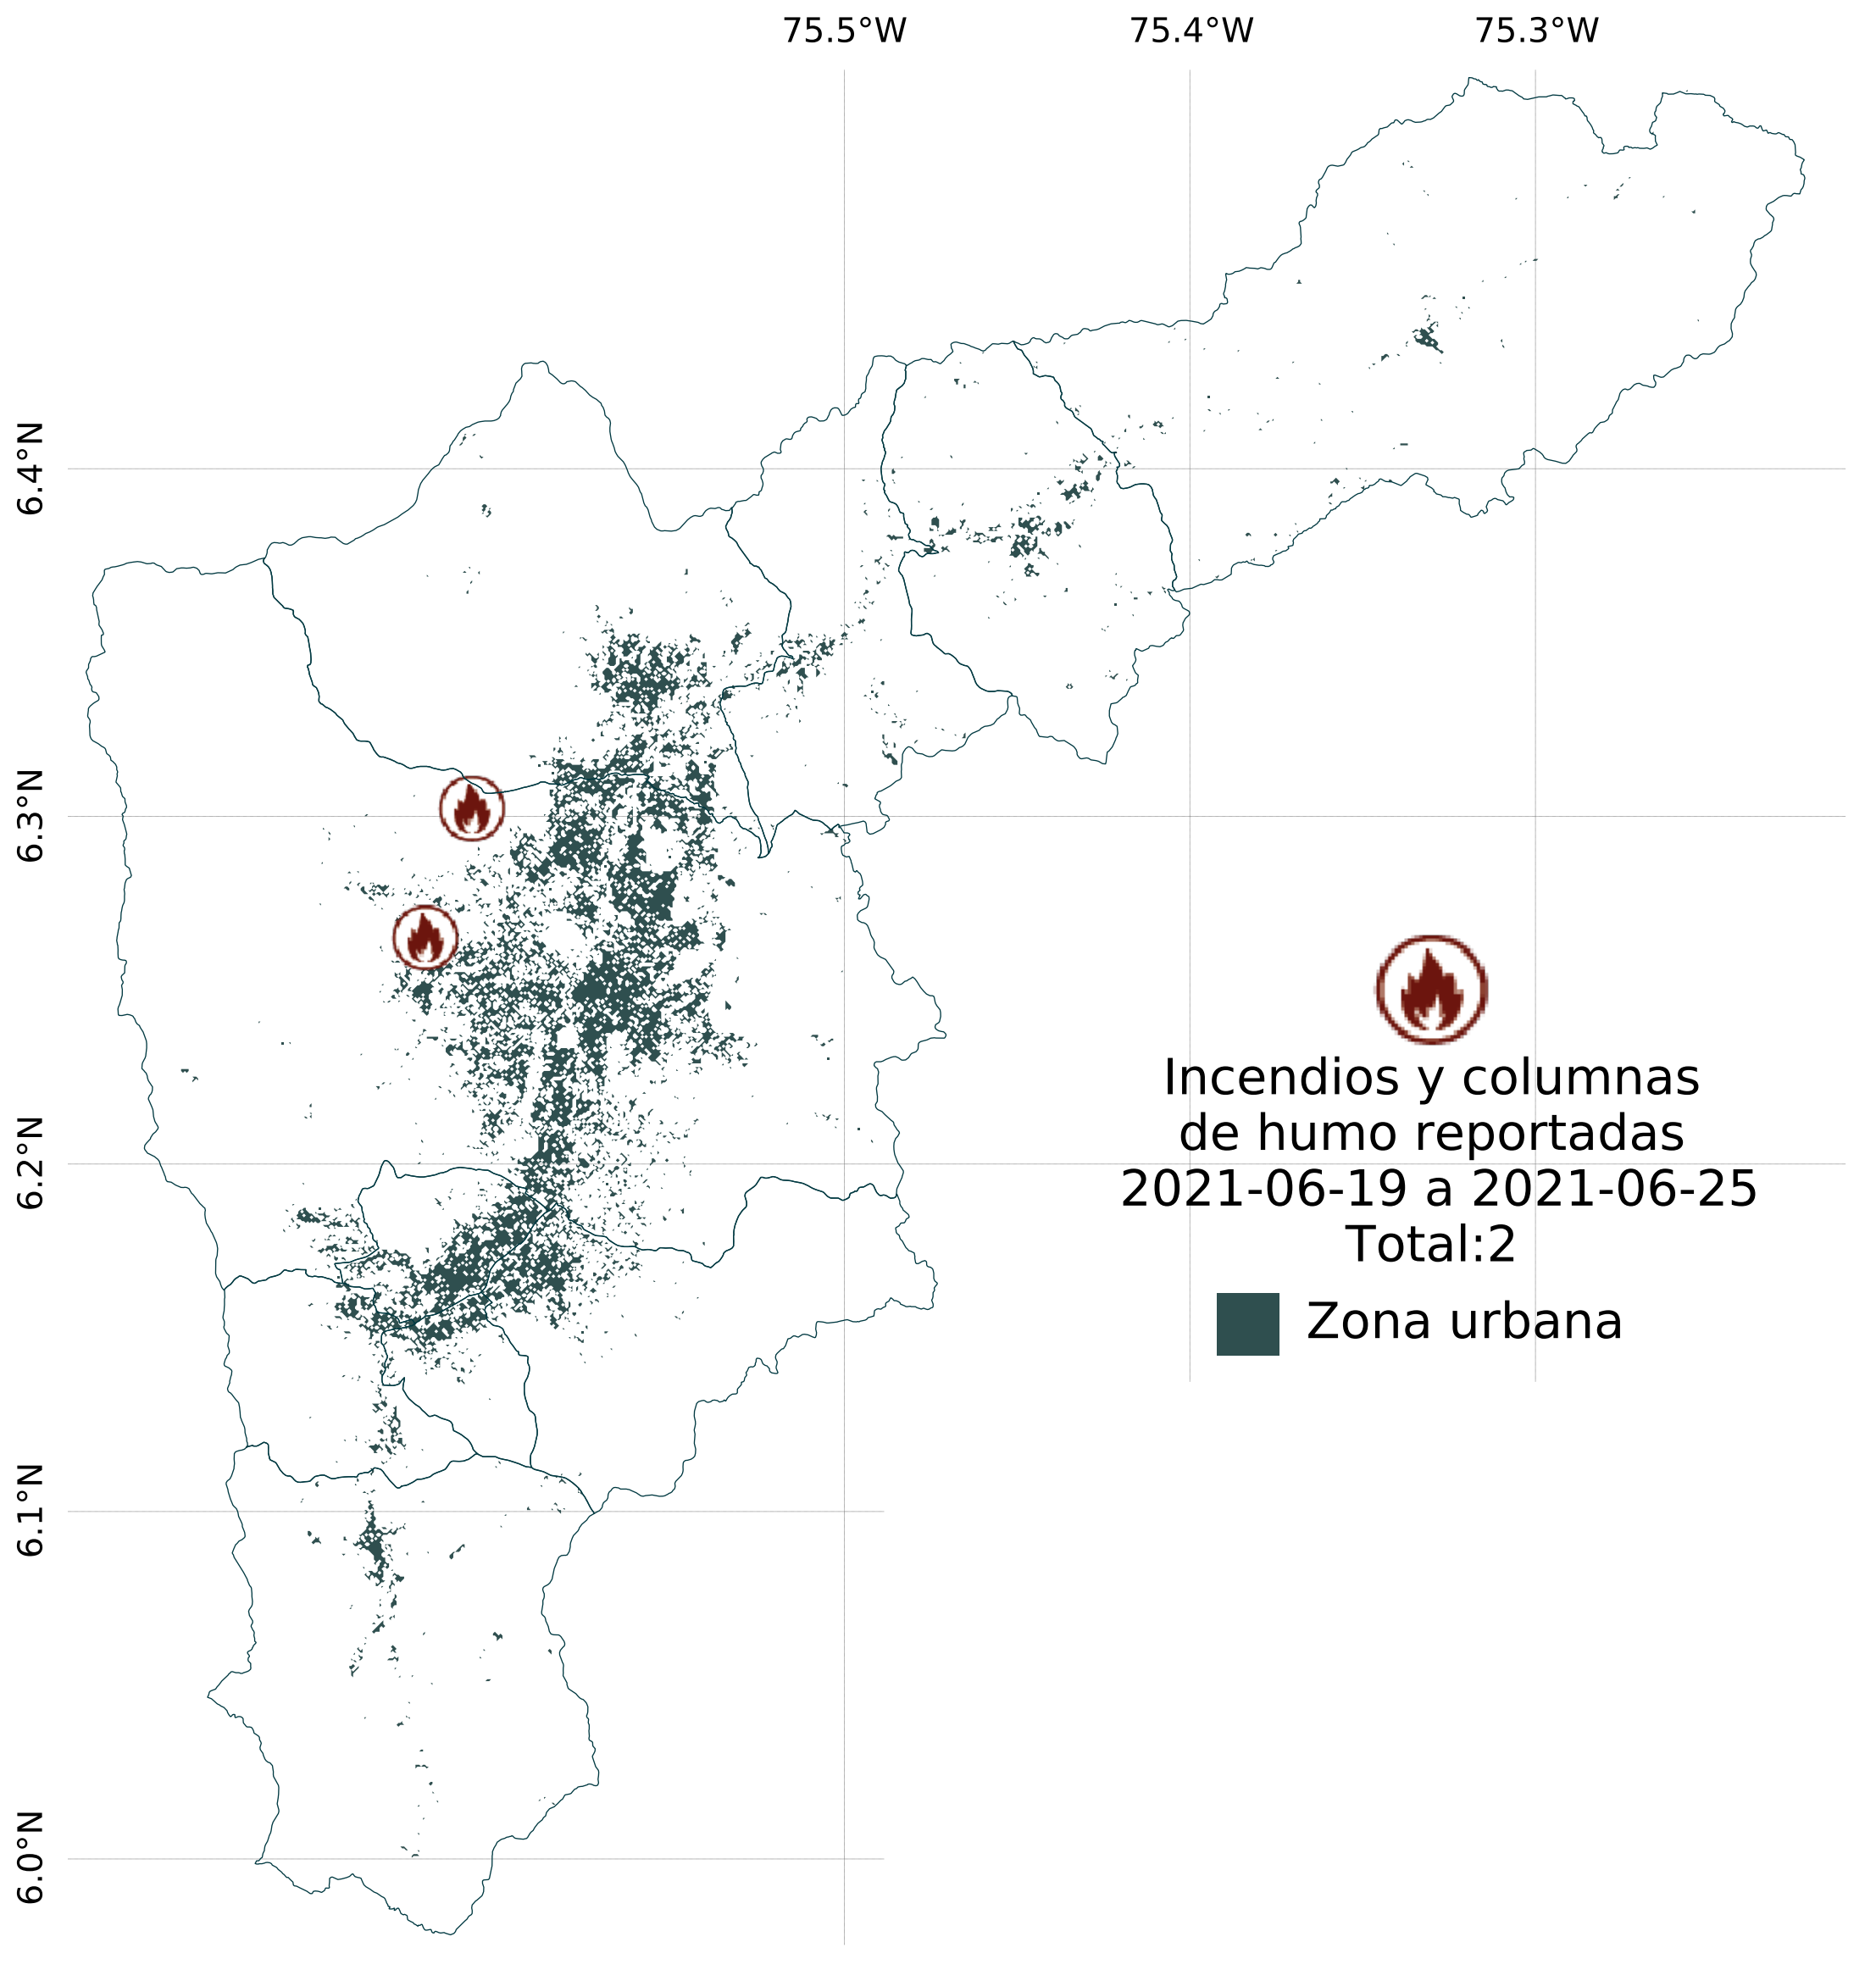 75.5°W 75.4°W 75.3°W
6.4°N
6.3°N
6.2°N
6.1°N
6.0°N
Incendios y columnas
de humo reportadas
2021-06-19 a 2021-06-25
Total:2
Zona urbana